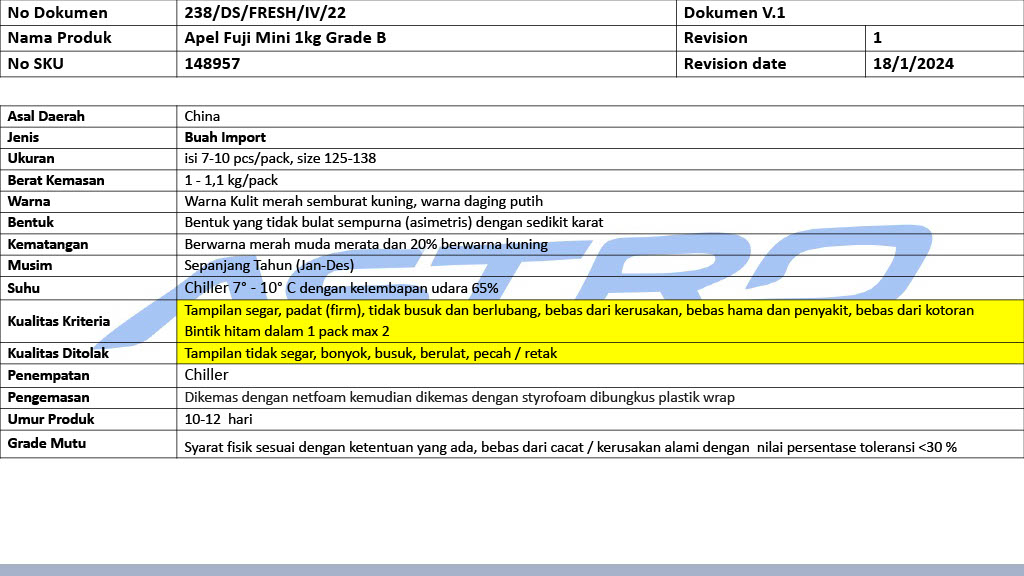 No Dokumen 238/DS/FRESH/IV/22 Dokumen V.1
Nama Produk Apel Fuji Mini 1kg Grade B Revision 1
No SKU 148957 Revision date 18/1/2024
Asal Daerah China
Jenis Buah Import
Ukuran isi 7-10 pcs/pack, size 125-138
Berat Kemasan 1 - 1,1 kg/pack
Warna Warna Kulit merah semburat kuning, warna daging putih
Bentuk Bentuk yang tidak bulat sempurna (asimetris) dengan sedikit karat
Kematangan Berwarna merah muda merata dan 20% berwarna kuning
Musim Sepanjang Tahun (Jan-Des)
Suhu Chiller 7° - 10° C dengan kelembapan udara 65%
Kualitas Kriteria Tampilan segar, padat (firm), tidak busuk dan berlubang, bebas dari kerusakan, bebas hama dan penyakit, bebas dari kotoran
Bintik hitam dalam 1 pack max 2
Kualitas Ditolak Tampilan tidak segar, bonyok, busuk, berulat, pecah / retak
Penempatan Chiller
Pengemasan Dikemas dengan netfoam kemudian dikemas dengan styrofoam dibungkus plastik wrap
Umur Produk 10-12 hari
Grade Mutu Syarat fisik sesuai dengan ketentuan yang ada, bebas dari cacat / kerusakan alami dengan nilai persentase toleransi <30 %
ASTRO